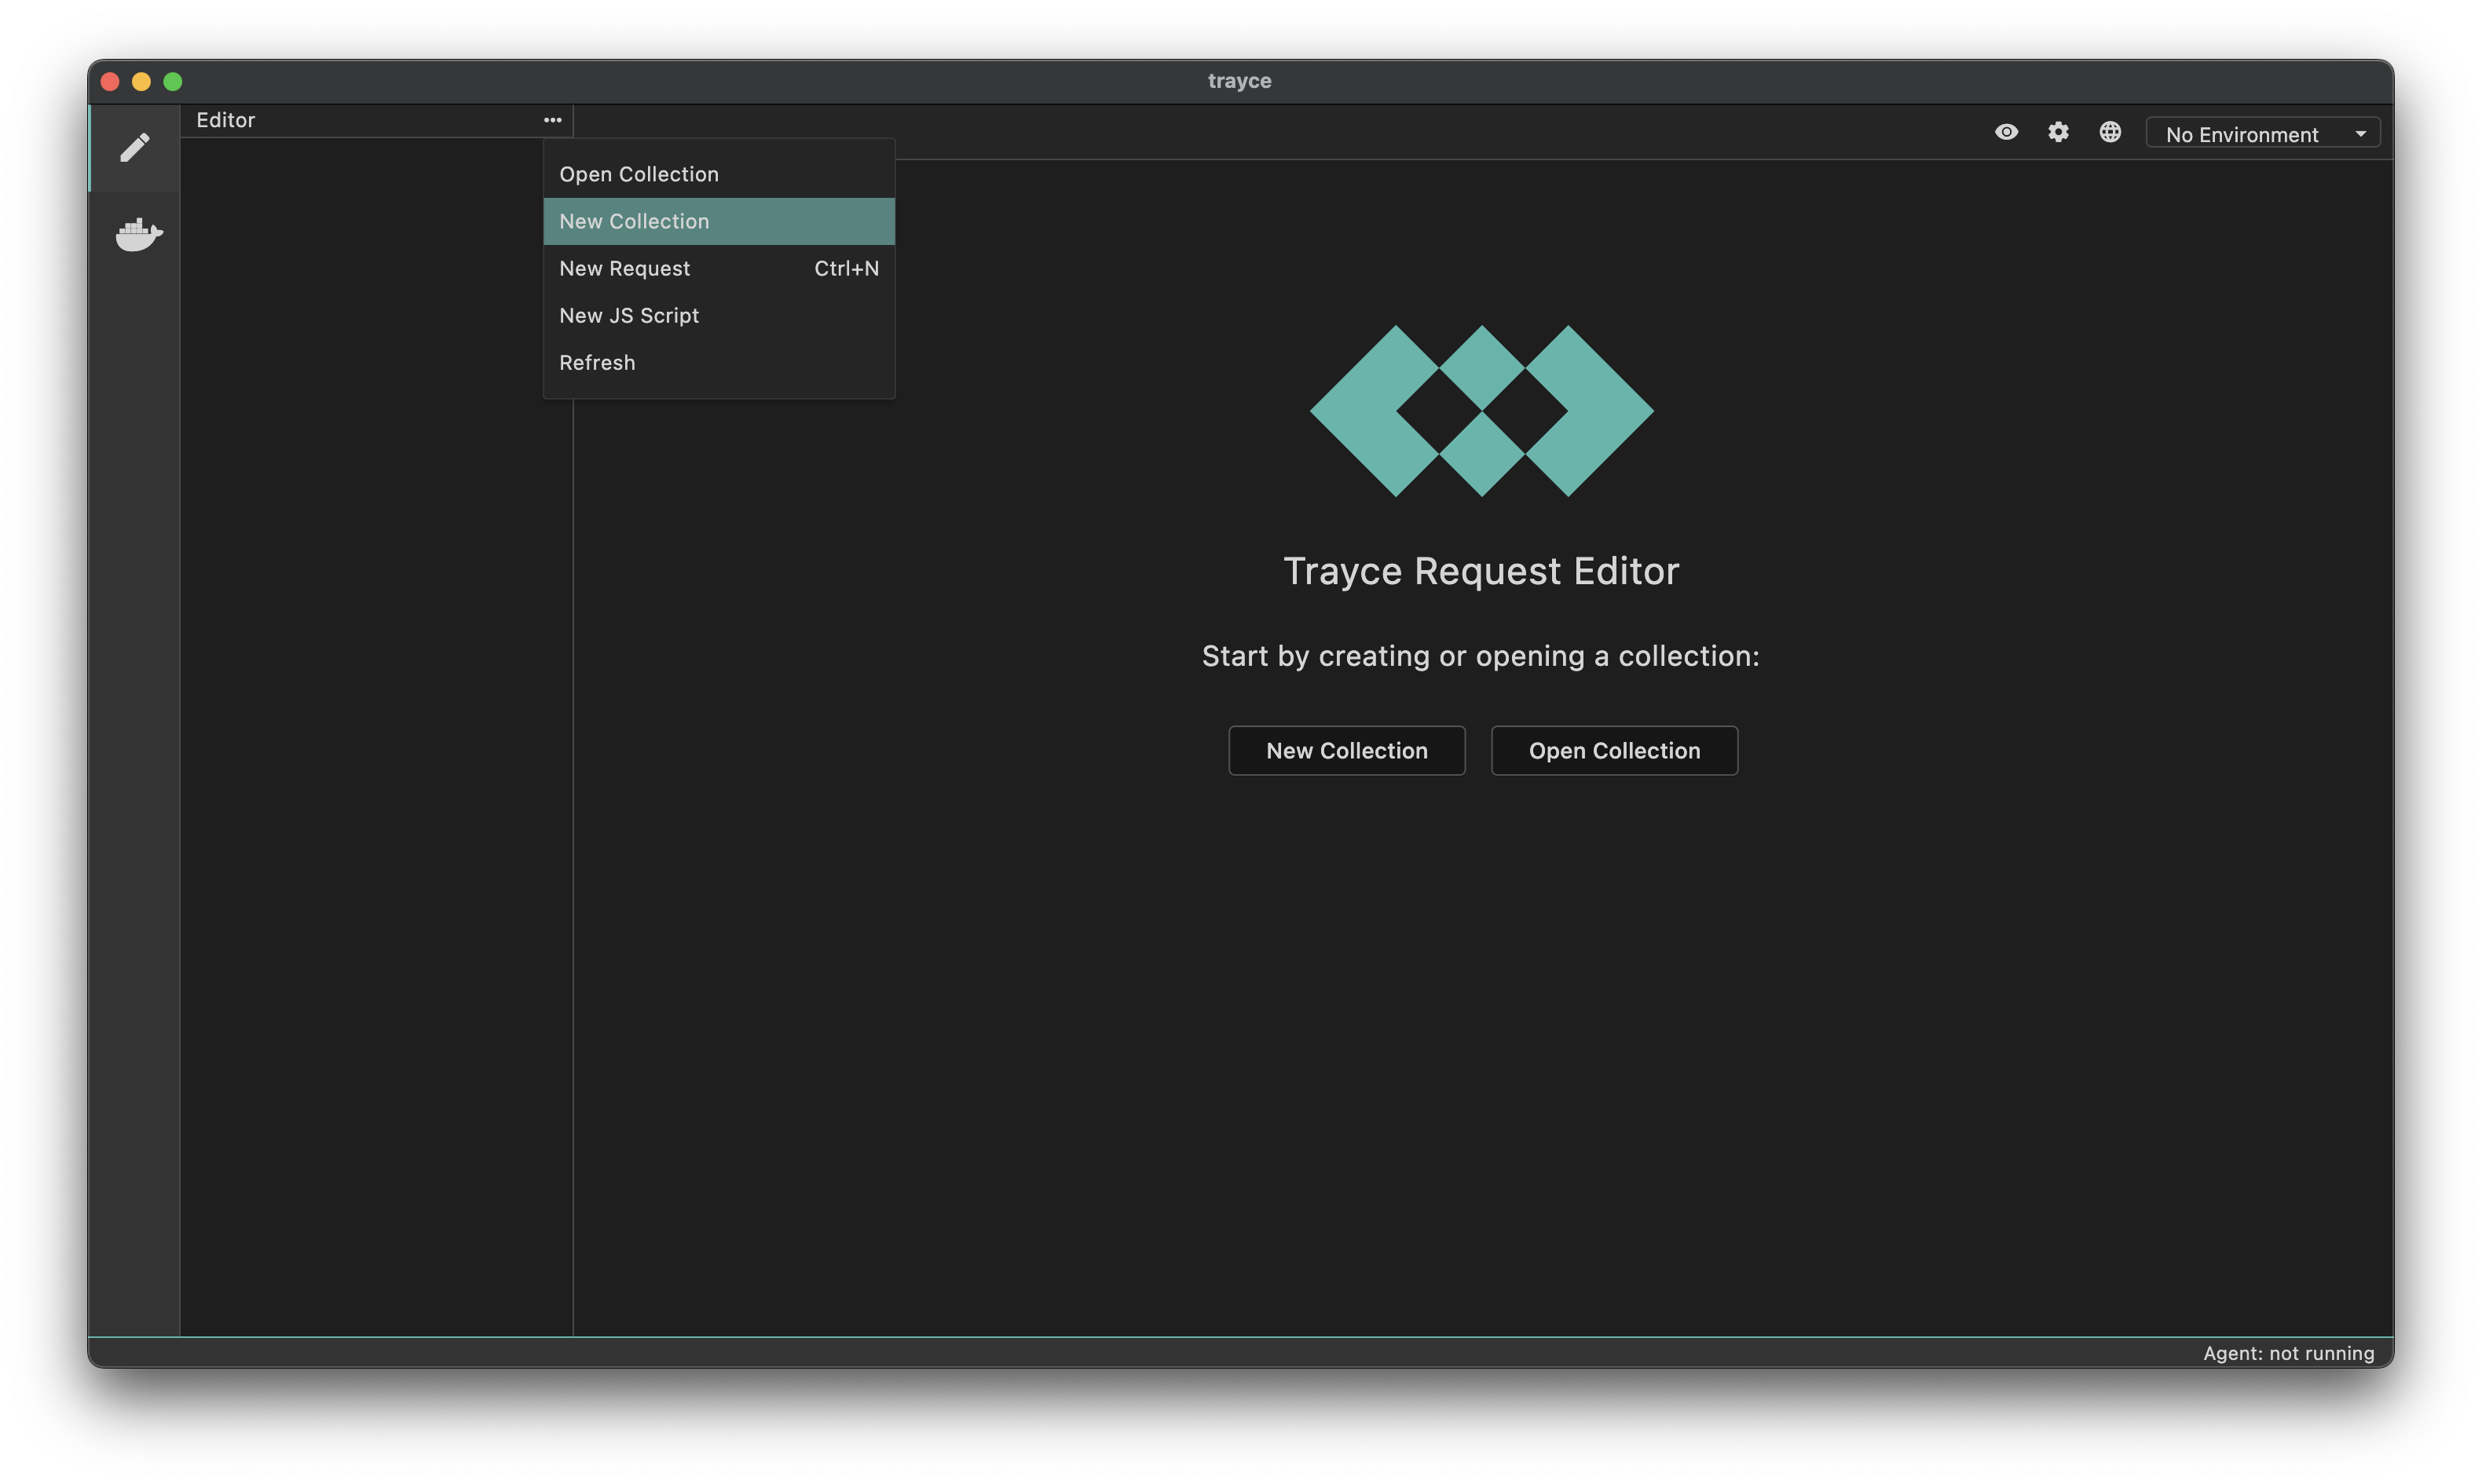 trayce
Editor
No Environment
Open Collection
New Collection
New Request Ctrl+N
New JS Script
Refresh
Trayce Request Editor
Start by creating or opening a collection:
New Collection Open Collection
Agent: not running